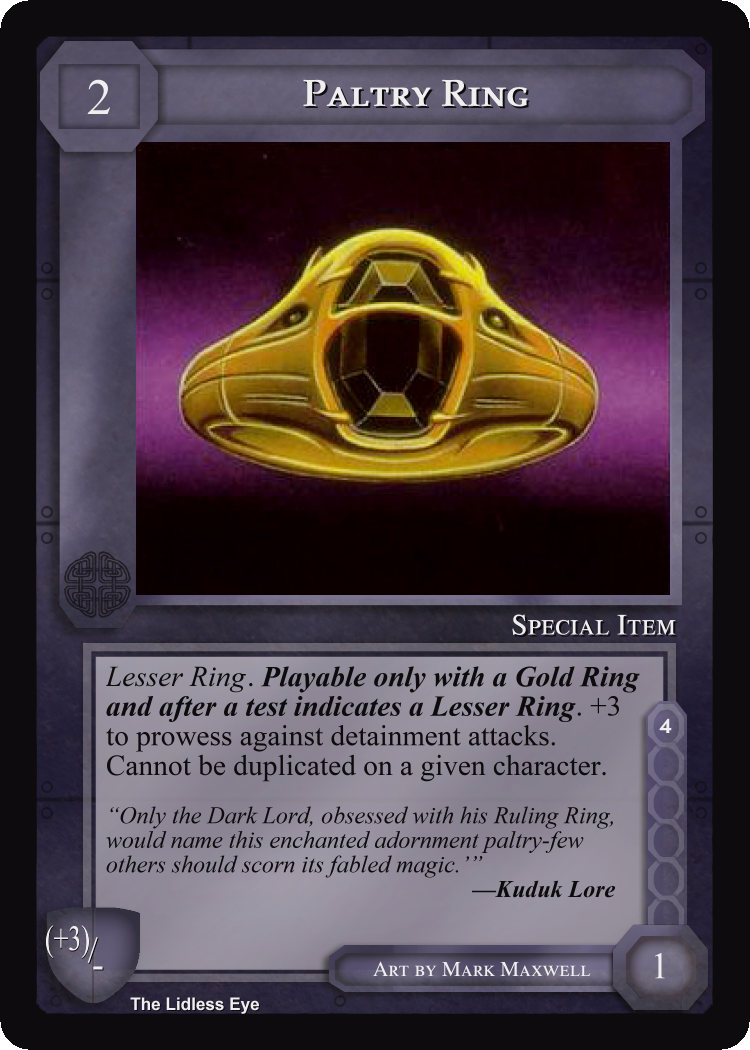 2
Paltry Ring
Special Item
Lesser Ring. Playable only with a Gold Ring
and after a test indicates a Lesser Ring. +3
to prowess against detainment attacks.
Cannot be duplicated on a given character.
4
“Only the Dark Lord, obsessed with his Ruling Ring,
would name this enchanted adornment paltry-few
others should scorn its fabled magic.’”
—Kuduk Lore
(+3)/-
Art by Mark Maxwell
1
The Lidless Eye